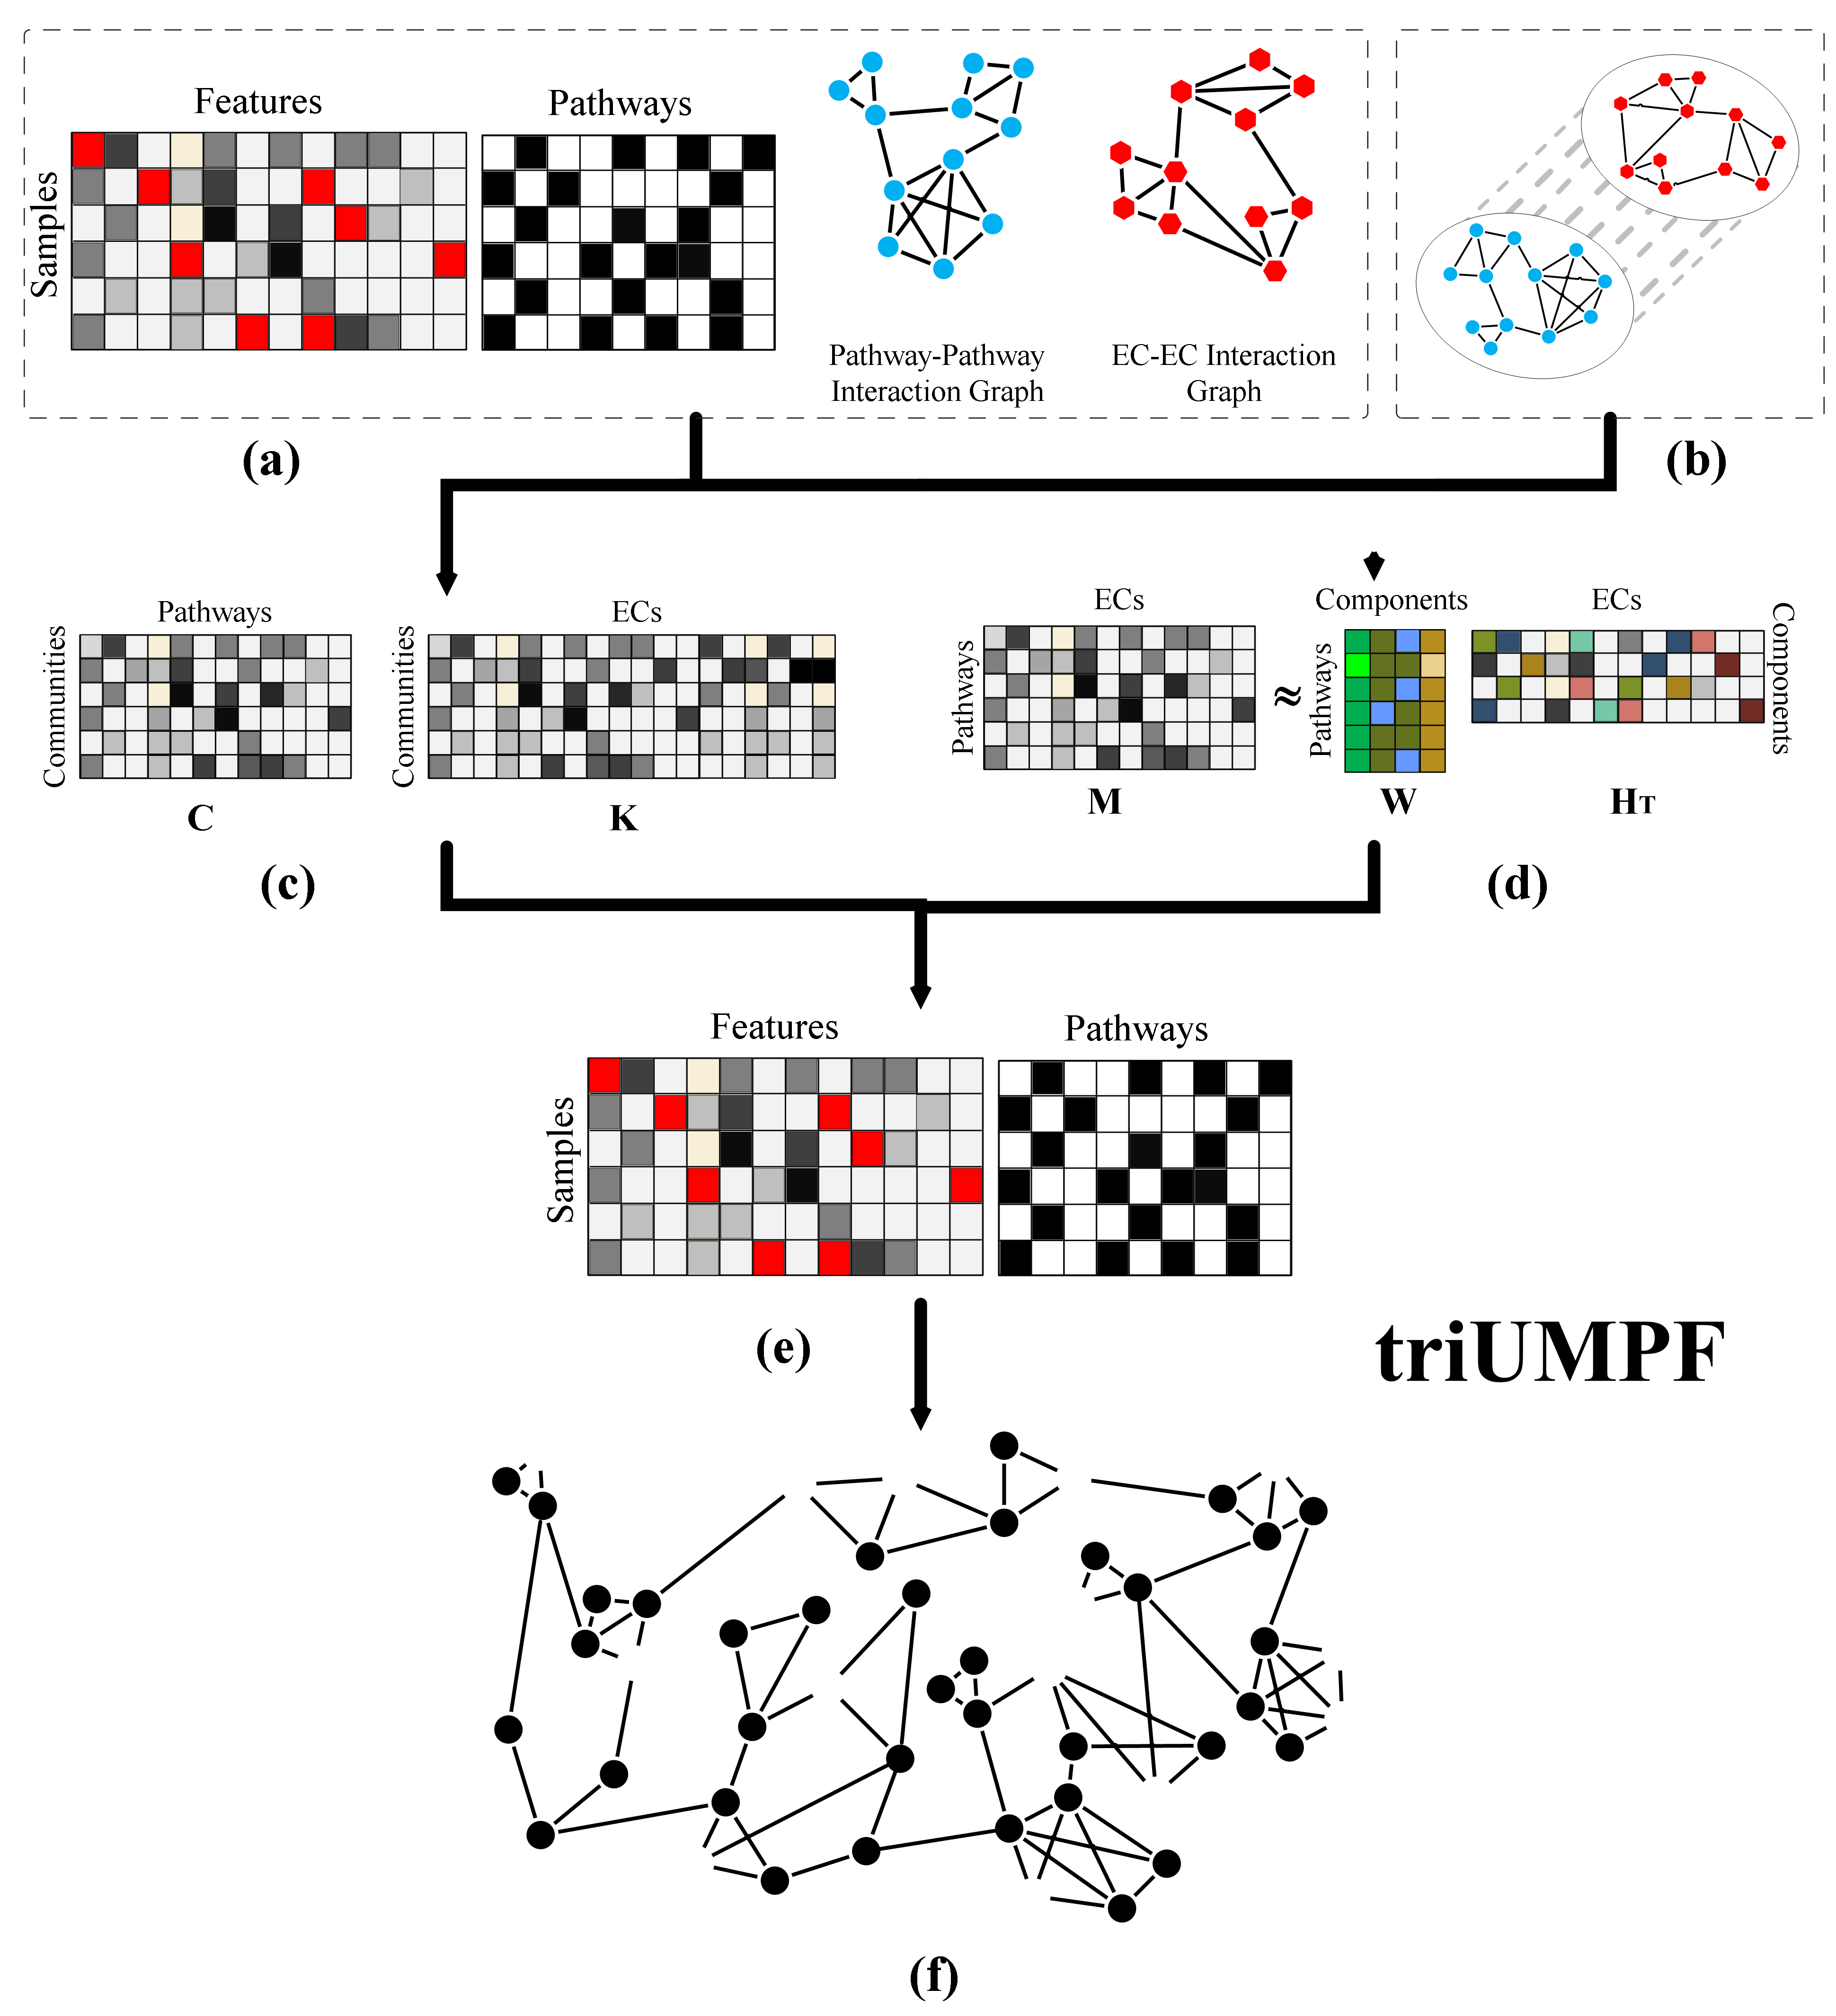 Features
Pathways
Samples
Pathway-Pathway
Interaction Graph
EC-EC Interaction
Graph
(a)
(b)
Pathways
Communities
C
ECs
Communities
K
ECs
Pathways
M
≈
Components
Pathways
W
ECs
Components
HT
(c)
(d)
Features
Pathways
Samples
(e)
triUMPF
(f)